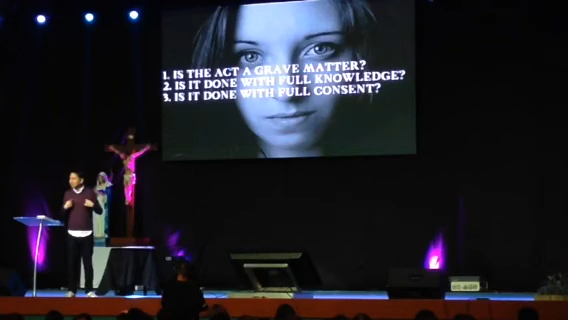 1. IS THE ACT A GRAVE MATTER?
2. IS IT DONE WITH FULL KNOWLEDGE?
3. IS IT DONE WITH FULL CONSENT?